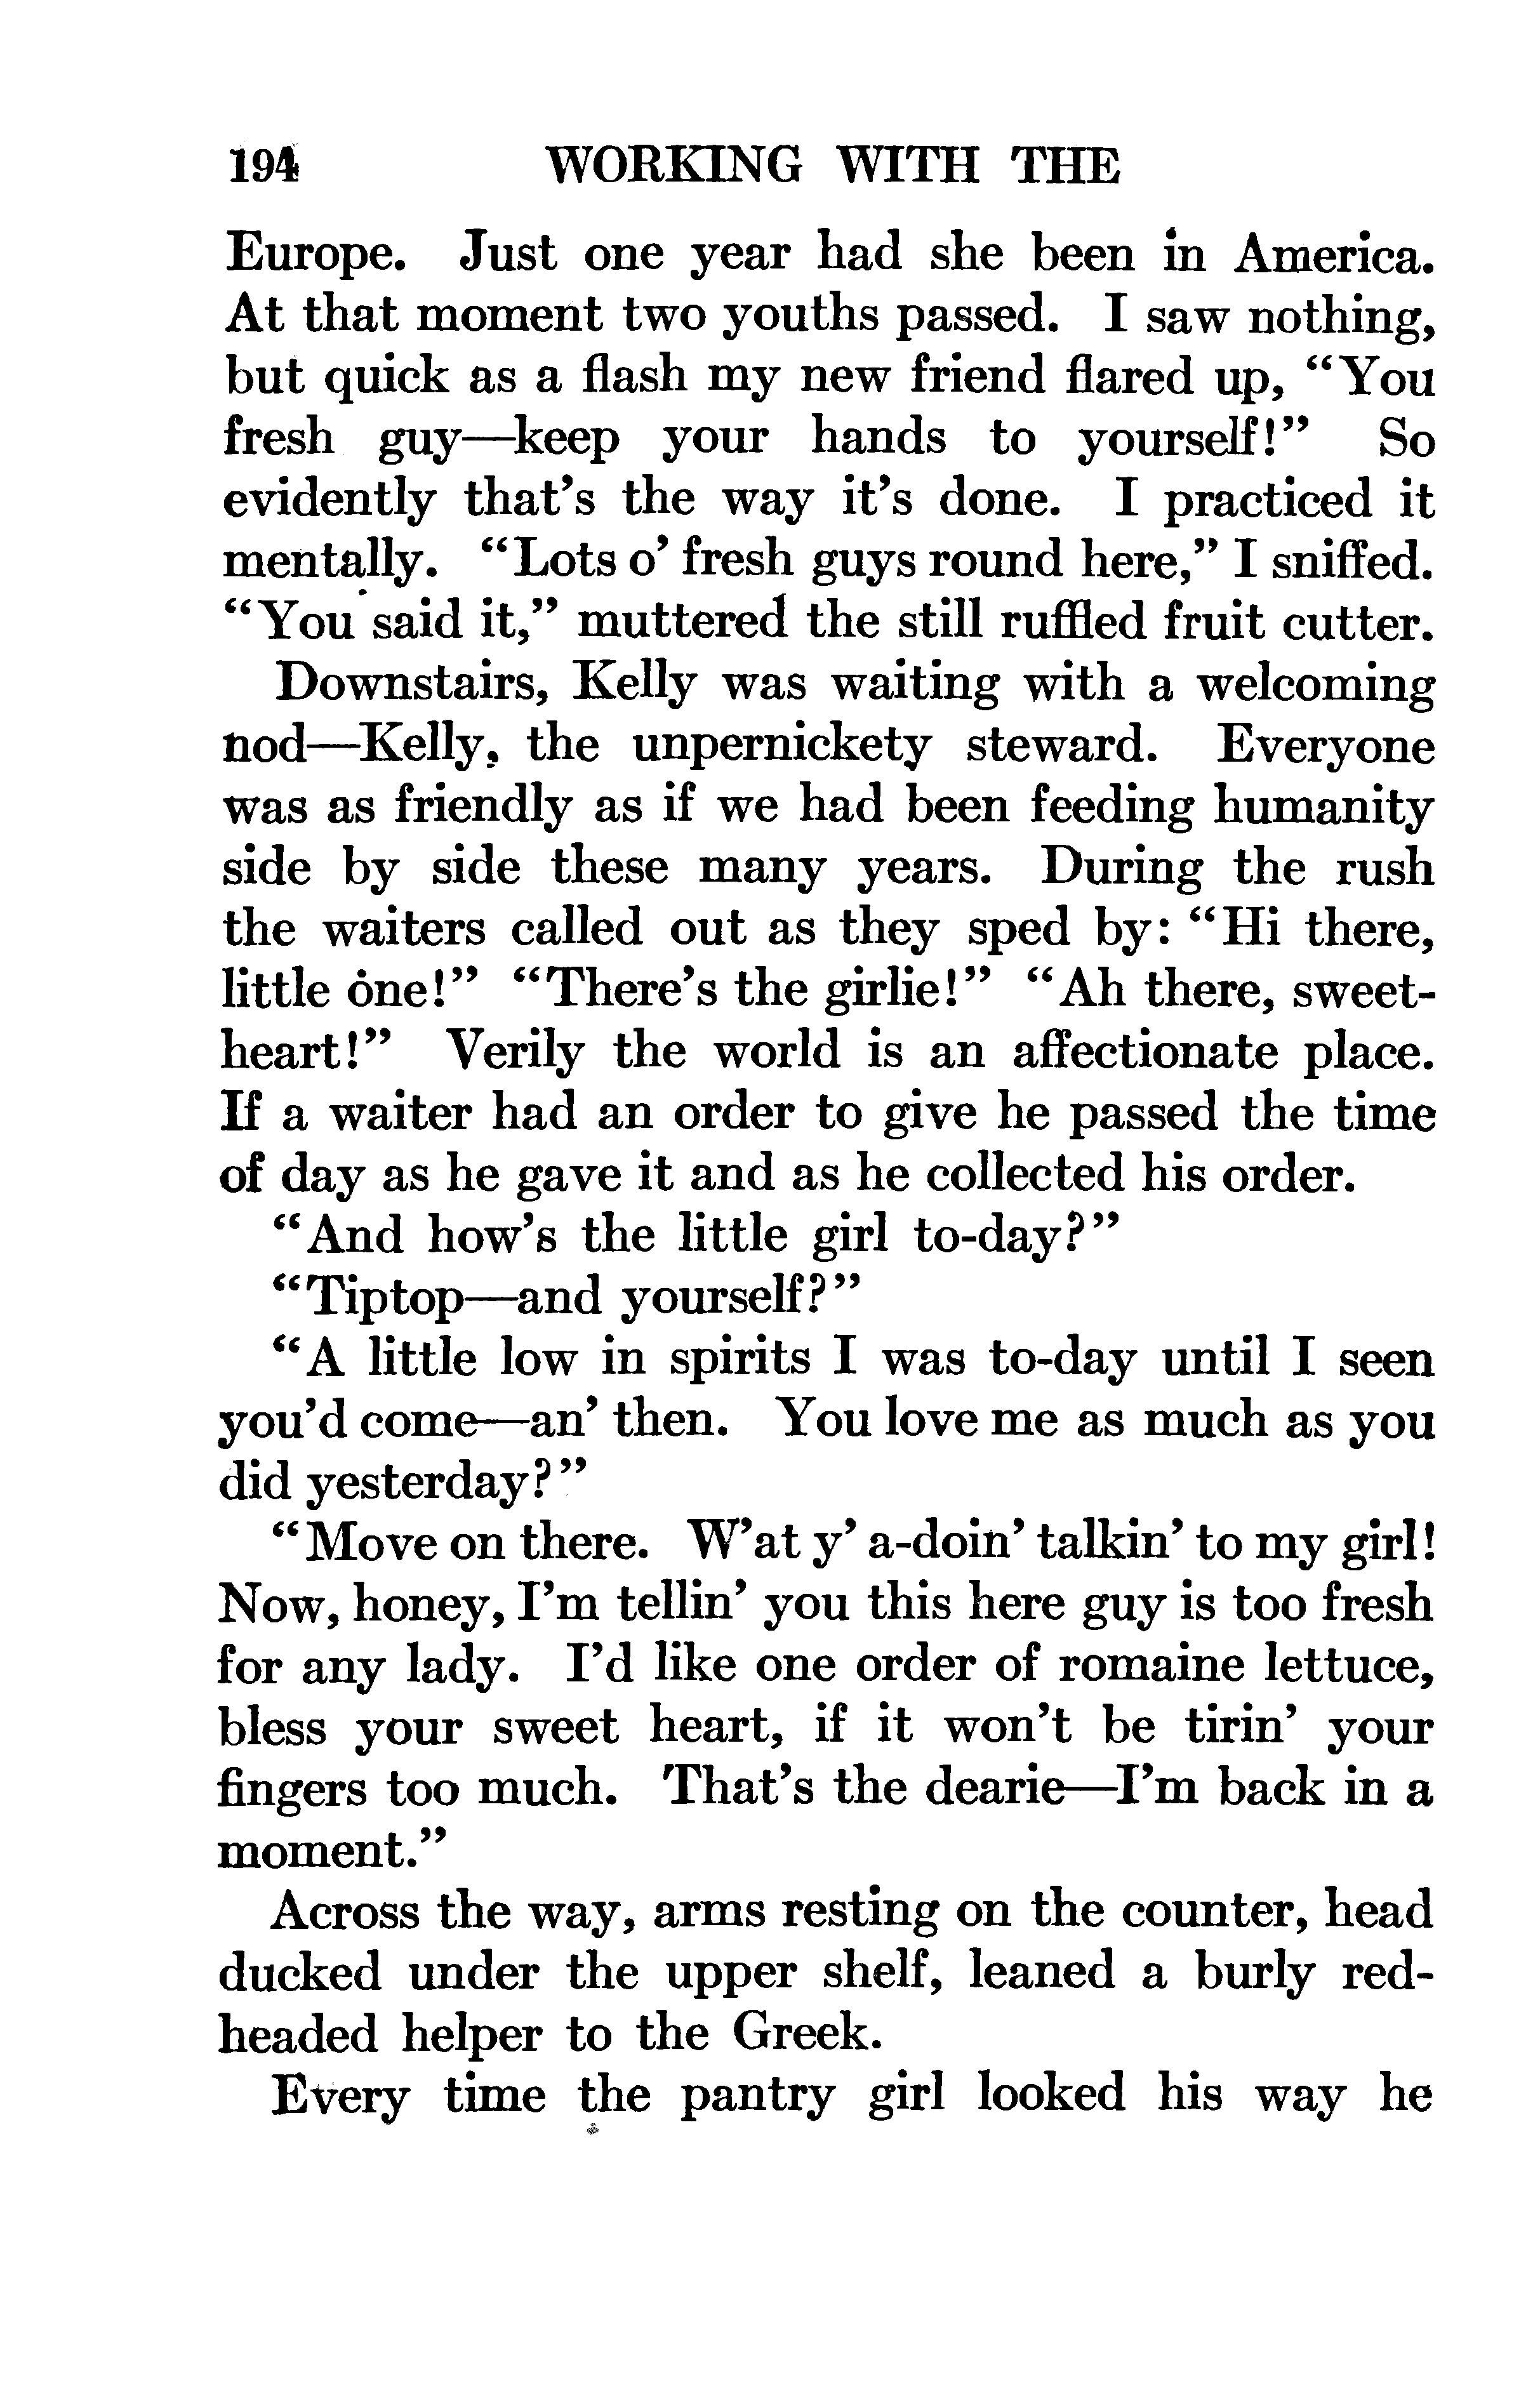 194 WORKING WITH THE
Europe. Just one year had she been in America.
At that moment two youths passed. I saw nothing,
but quick as a flash my new friend flared up, “You
fresh guy—keep your hands to yourself!” So
evidently that’s the way it’s done. I practiced it
mentally. “Lots o’ fresh guys round here,” I sniffed.
“You said it,” muttered the still ruffled fruit cutter.
Downstairs, Kelly was waiting with a welcoming
nod—Kelly, the unpernickety steward. Everyone
was as friendly as if we had been feeding humanity
side by side these many years. During the rush
the waiters called out as they sped by: “Hi there,
little one!” “There’s the girlie!” “Ah there, sweet-
heart!” Verily the world is an affectionate place.
If a waiter had an order to give he passed the time
of day as he gave it and as he collected his order.
“And how’s the little girl to-day?”
“Tiptop—and yourself?”
“A little low in spirits I was to-day until I seen
you’d come—an’ then. You love me as much as you
did yesterday?”
“Move on there. W’at y’ a-doin’ talkin’ to my girl!
Now, honey, I’m tellin’ you this here guy is too fresh
for any lady. I’d like one order of romaine lettuce,
bless your sweet heart, if it won’t be tirin’ your
fingers too much. That’s the dearie—I’m back in a
moment.”
Across the way, arms resting on the counter, head
ducked under the upper shelf, leaned a burly red-
headed helper to the Greek.
Every time the pantry girl looked his way he